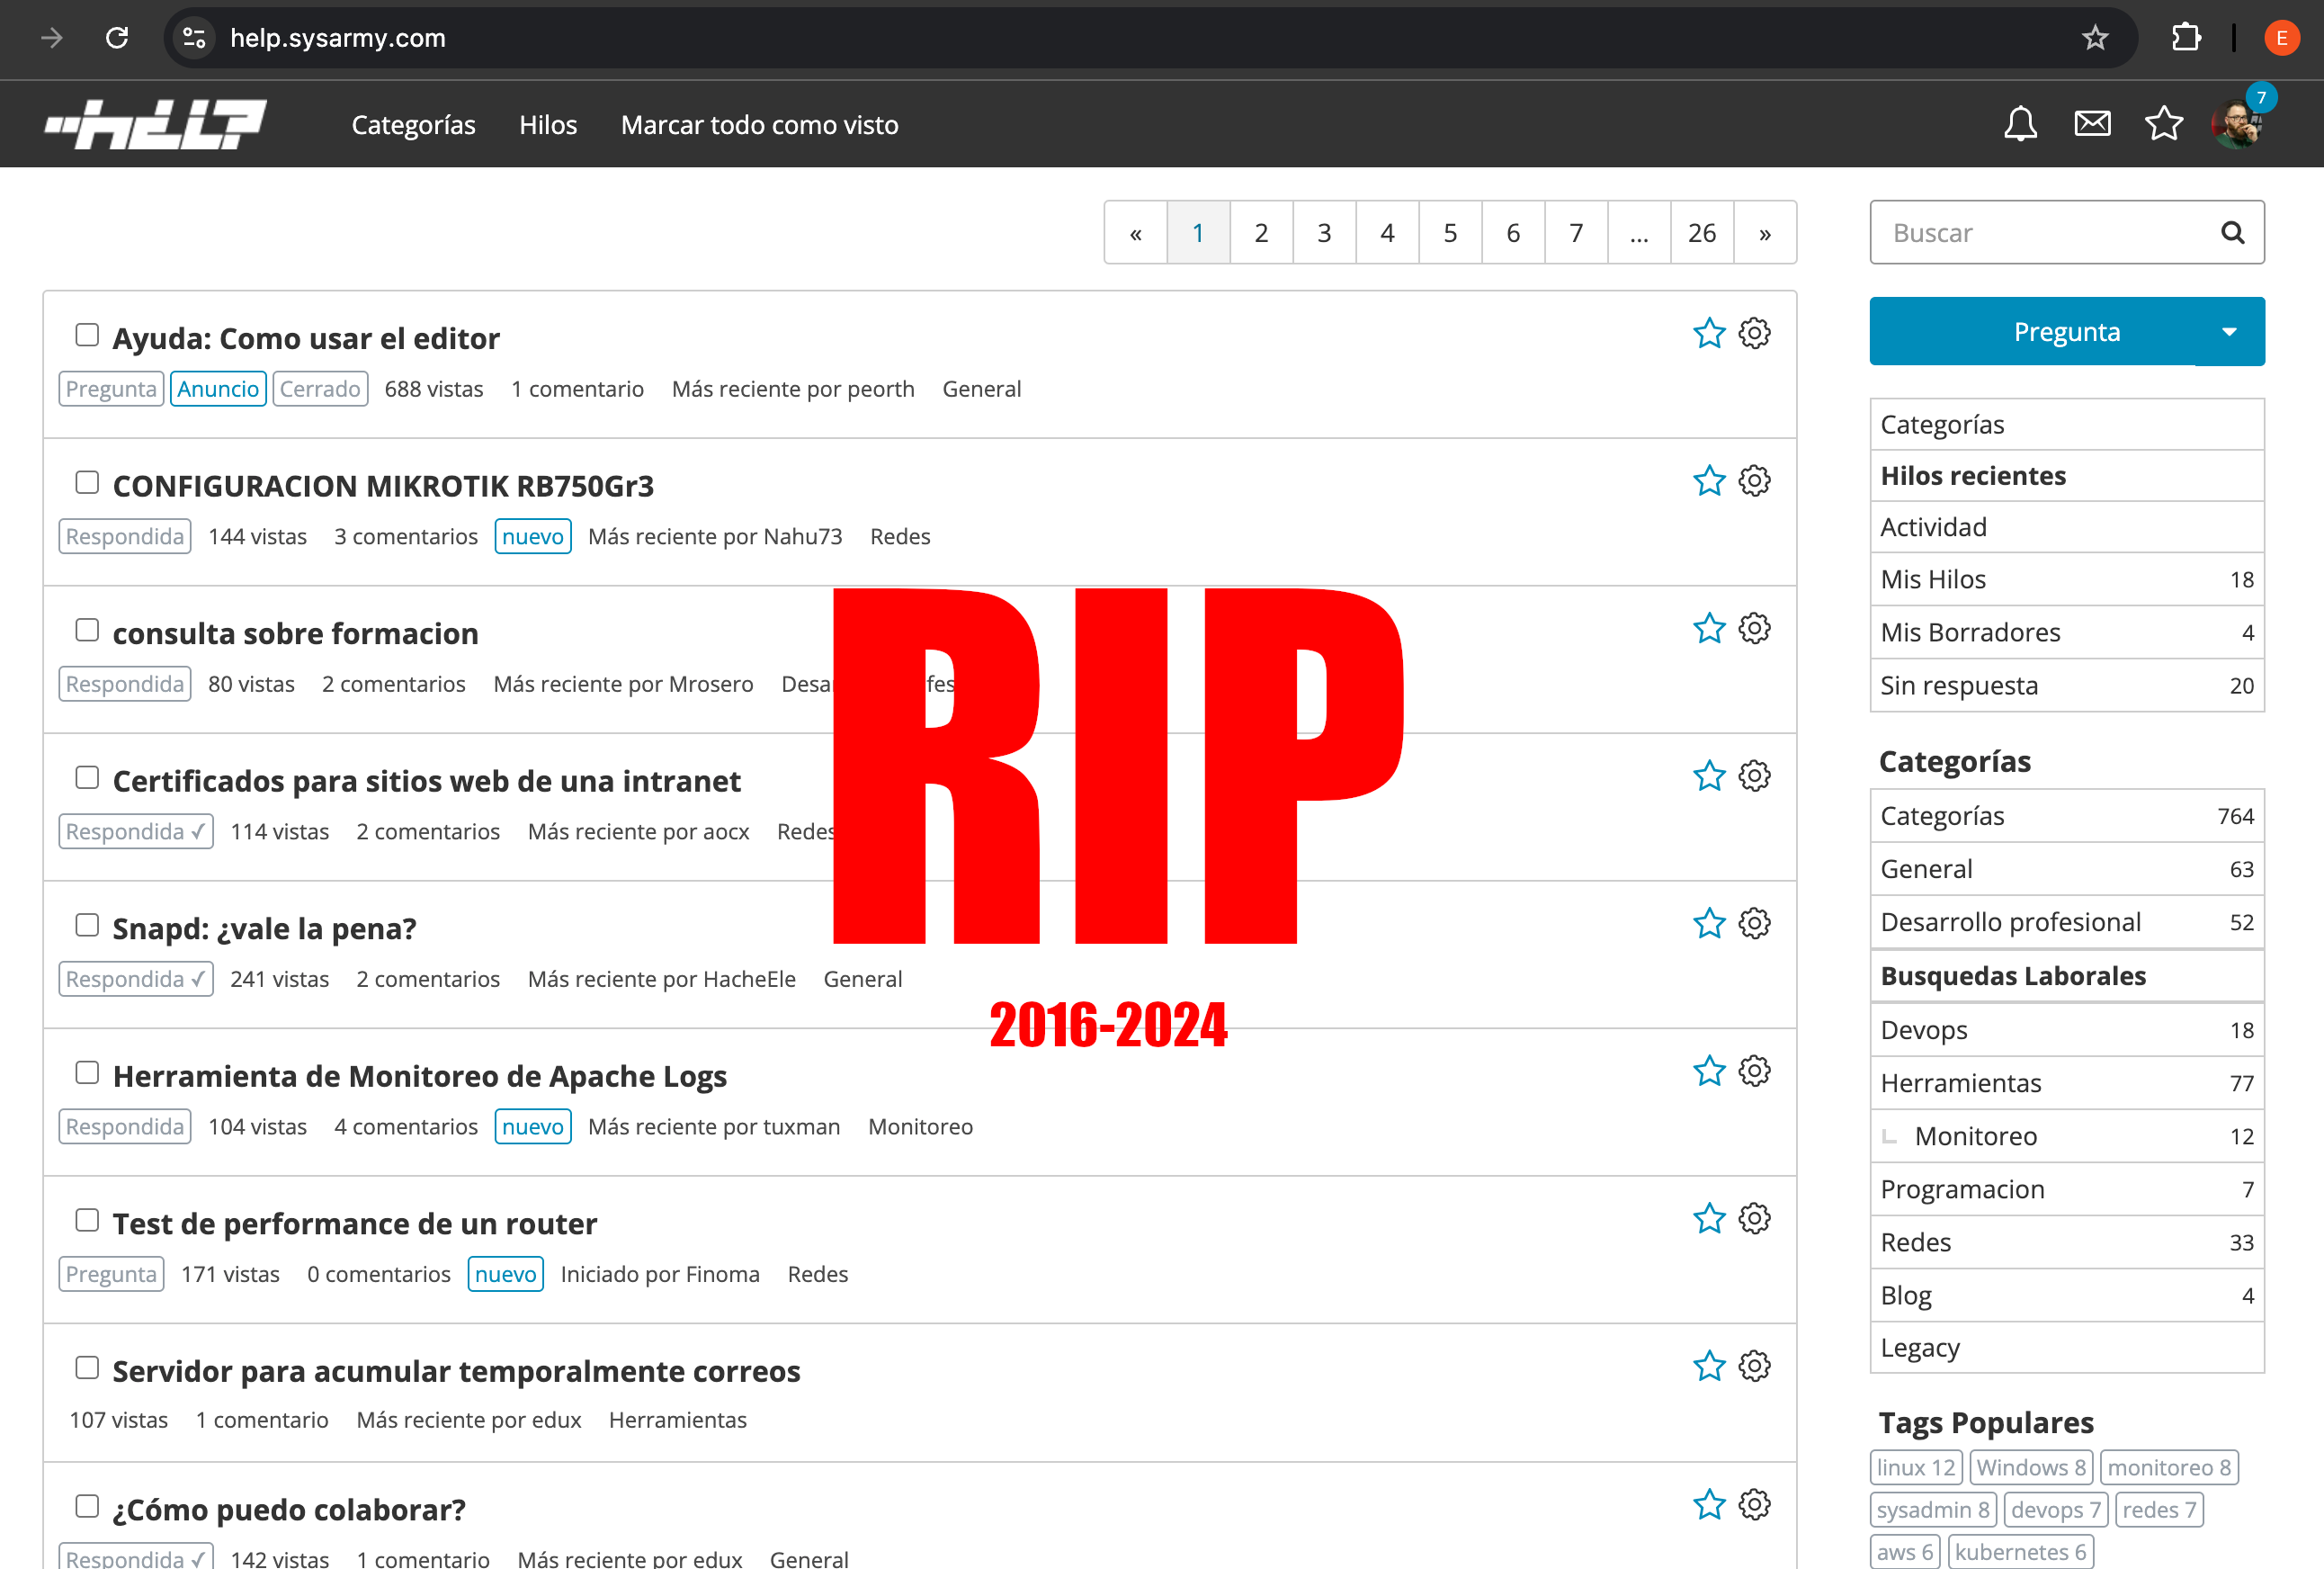 help.sysarmy.com
E
help?
Categorías Hilos Marcar todo como visto
7
« 1 2 3 4 5 6 7 ... 26 »
Ayuda: Como usar el editor
Pregunta Anuncio Cerrado 688 vistas 1 comentario Más reciente por peorth General
CONFIGURACION MIKROTIK RB750Gr3
Respondida 144 vistas 3 comentarios nuevo Más reciente por Nahu73 Redes
consulta sobre formacion
Respondida 80 vistas 2 comentarios Más reciente por Mrosero
Certificados para sitios web de una intranet
Respondida ✓ 114 vistas 2 comentarios Más reciente por aocx Redes
Snapd: ¿vale la pena?
Respondida ✓ 241 vistas 2 comentarios Más reciente por HacheEle General
Herramienta de Monitoreo de Apache Logs
Respondida 104 vistas 4 comentarios nuevo Más reciente por tuxman Monitoreo
Test de performance de un router
Pregunta 171 vistas 0 comentarios nuevo Iniciado por Finoma Redes
Servidor para acumular temporalmente correos
107 vistas 1 comentario Más reciente por edux Herramientas
¿Cómo puedo colaborar?
Respondida ✓ 142 vistas 1 comentario Más reciente por edux General
RIP
2016-2024
Buscar
Pregunta
Categorías
Hilos recientes
Actividad
Mis Hilos 18
Mis Borradores 4
Sin respuesta 20
Categorías
Categorías 764
General 63
Desarrollo profesional 52
Busquedas Laborales
Devops 18
Herramientas 77
Monitoreo 12
Programacion 7
Redes 33
Blog 4
Legacy
Tags Populares
linux 12 Windows 8 monitoreo 8
sysadmin 8 devops 7 redes 7
aws 6 kubernetes 6